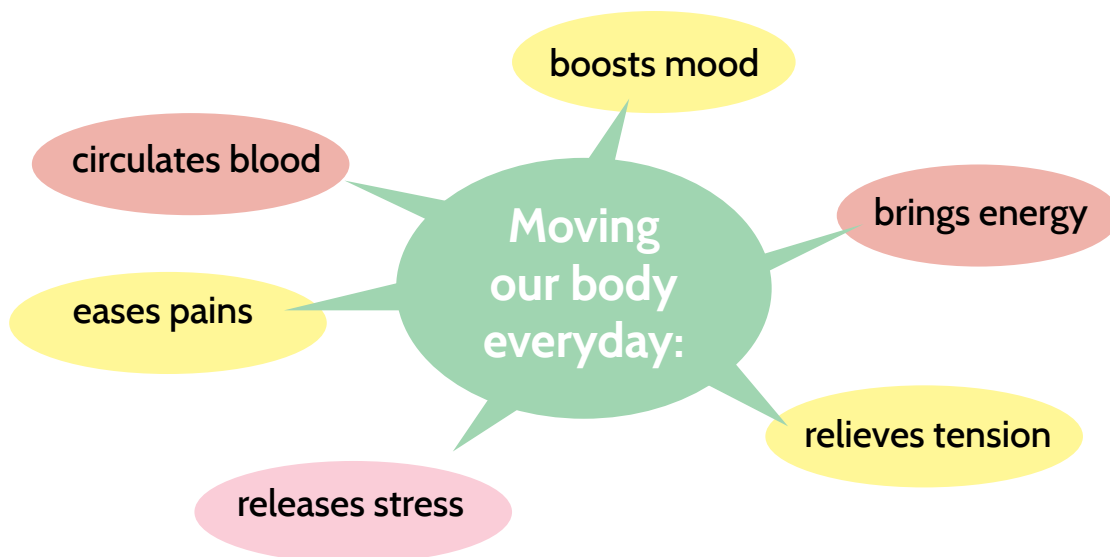 boosts mood
circulates blood
brings energy
Moving
our body
everyday:
eases pains
relieves tension
releases stress